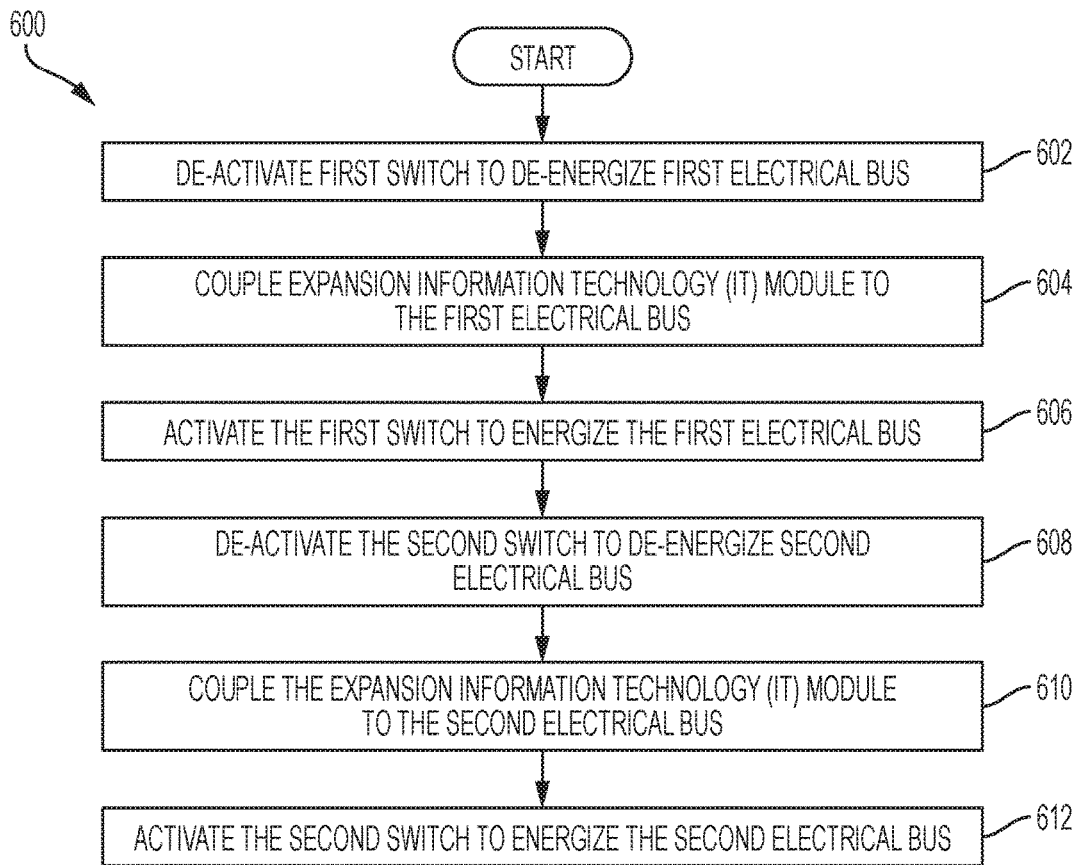 600
START
DE-ACTIVATE FIRST SWITCH TO DE-ENERGIZE FIRST ELECTRICAL BUS
602
COUPLE EXPANSION INFORMATION TECHNOLOGY (IT) MODULE TO
THE FIRST ELECTRICAL BUS
604
ACTIVATE THE FIRST SWITCH TO ENERGIZE THE FIRST ELECTRICAL BUS
606
DE-ACTIVATE THE SECOND SWITCH TO DE-ENERGIZE SECOND
ELECTRICAL BUS
608
COUPLE THE EXPANSION INFORMATION TECHNOLOGY (IT) MODULE
TO THE SECOND ELECTRICAL BUS
610
ACTIVATE THE SECOND SWITCH TO ENERGIZE THE SECOND ELECTRICAL BUS
612